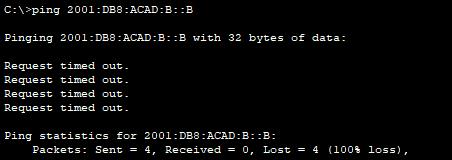 C:\>ping 2001:DB8:ACAD:B::B
Pinging 2001:DB8:ACAD:B::B with 32 bytes of data:
Request timed out.
Request timed out.
Request timed out.
Request timed out.
Ping statistics for 2001:DB8:ACAD:B::B:
Packets: Sent = 4, Received = 0, Lost = 4 (100% loss),